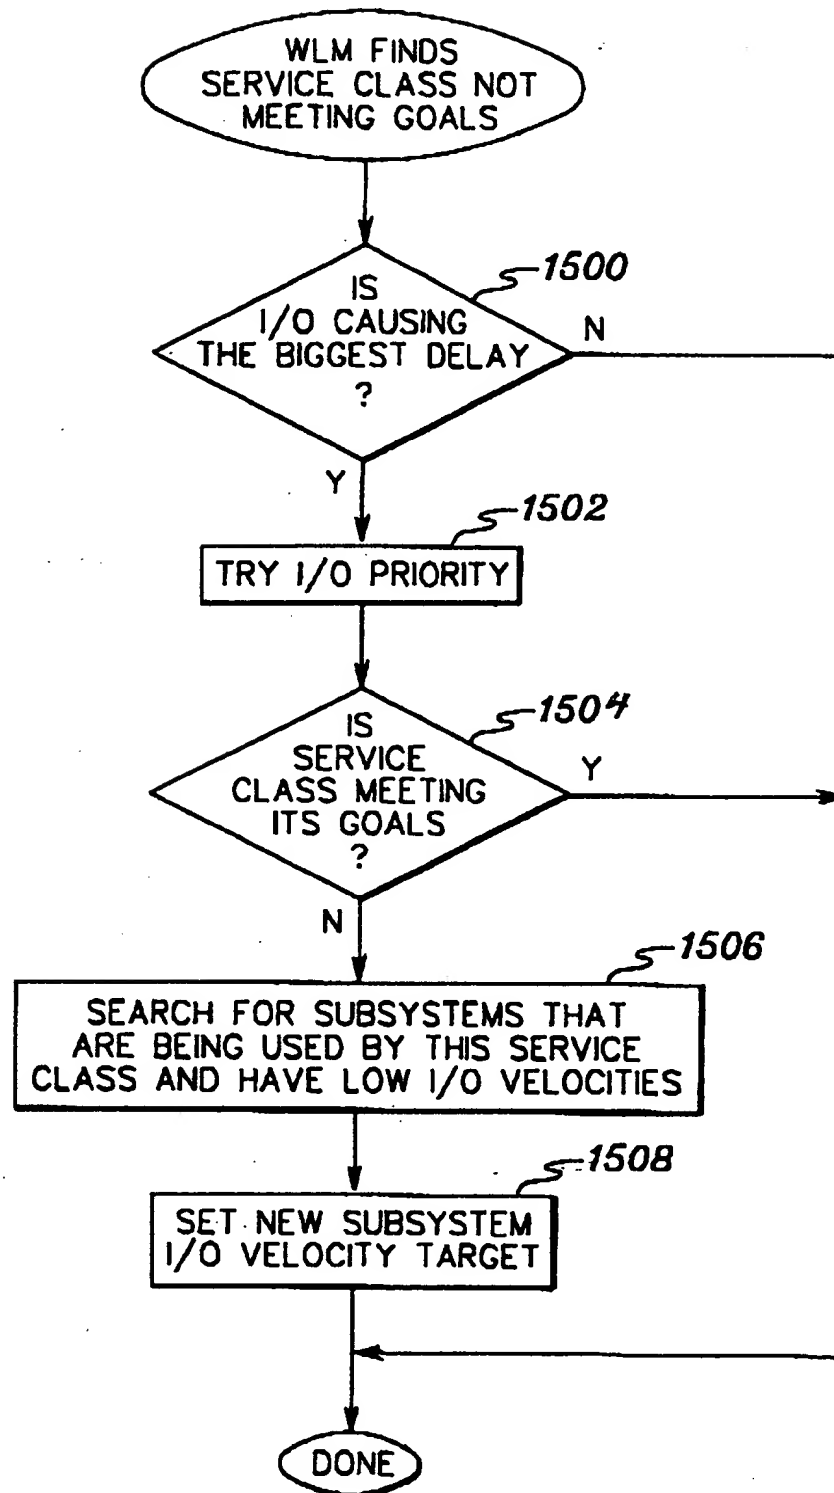 WLM FINDS
SERVICE CLASS NOT
MEETING GOALS
1500
IS
I/O CAUSING
THE BIGGEST DELAY
?
N
Y
1502
TRY I/O PRIORITY
1504
IS
SERVICE
CLASS MEETING
ITS GOALS
?
Y
N
1506
SEARCH FOR SUBSYSTEMS THAT
ARE BEING USED BY THIS SERVICE
CLASS AND HAVE LOW I/O VELOCITIES
1508
SET NEW SUBSYSTEM
I/O VELOCITY TARGET
DONE